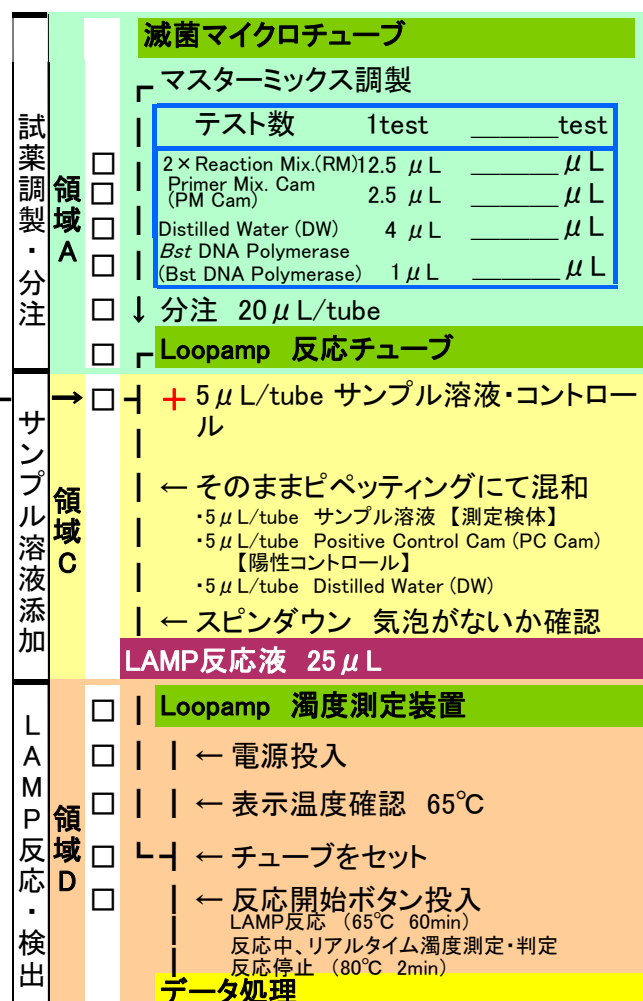 滅菌マイクロチューブ
試薬調製・分注
領域A
マスターミックス調製
テスト数 1test ______test
□ 2×Reaction Mix.(RM) 12.5 μL ______μL
□ Primer Mix. Cam
(PM Cam) 2.5 μL ______μL
□ Distilled Water (DW) 4 μL ______μL
□ Bst DNA Polymerase
(Bst DNA Polymerase) 1μL ______μL
□ ↓ 分注 20μL/tube
□ Loopamp 反応チューブ
サンプル溶液添加
領域C
→ □ + 5μL/tube サンプル溶液・コントロー
ル
← そのままピペッティングにて混和
・5μL/tube サンプル溶液 【測定検体】
・5μL/tube Positive Control Cam (PC Cam)
【陽性コントロール】
・5μL/tube Distilled Water (DW)
← スピンダウン 気泡がないか確認
LAMP反応液 25μL
LAMP反応・検出
領域D
□ Loopamp 濁度測定装置
□ ← 電源投入
□ ← 表示温度確認 65℃
□ ← チューブをセット
□ ← 反応開始ボタン投入
LAMP反応 (65℃ 60min)
反応中、リアルタイム濁度測定・判定
反応停止 (80℃ 2min)
データ処理